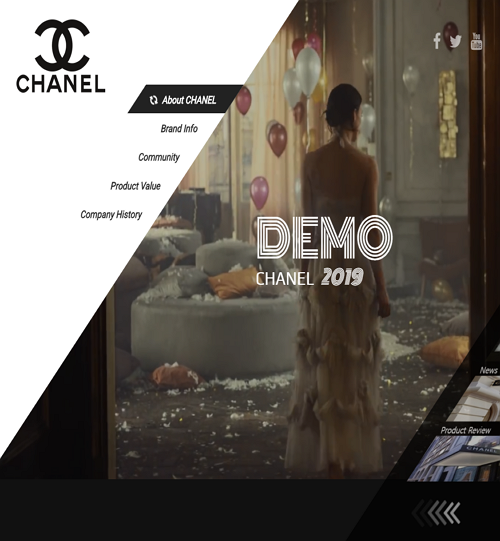 CHANEL
You
Tube
About CHANEL
Brand Info
Community
Product Value
Company History
DEMO
CHANEL 2019
News
Product Review
CHANEL